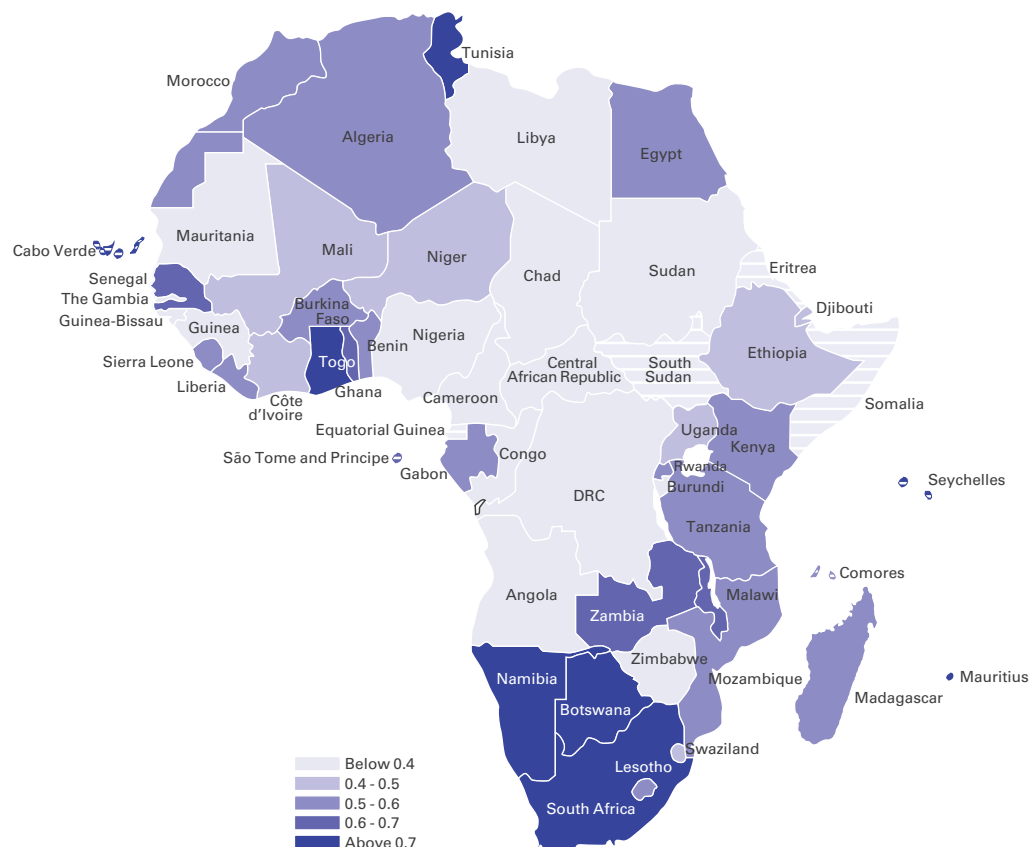 Tunisia
Morocco
Algeria
Libya
Egypt
Mauritania
Cabo Verde
Mali
Niger
Chad
Sudan
Eritrea
Senegal
The Gambia
Guinea-Bissau
Guinea
Burkina
Faso
Djibouti
Nigeria
Benin
Togo
Ghana
Sierra Leone
Liberia
Côte
d’Ivoire
Ethiopia
Central
African Republic
South
Sudan
Somalia
Cameroon
Equatorial Guinea
São Tome and Principe
Gabon
Congo
Uganda
Kenya
Rwanda
Burundi
DRC
Seychelles
Tanzania
Comores
Angola
Malawi
Zambia
Zimbabwe
Mozambique
Madagascar
Mauritius
Namibia
Botswana
Swaziland
Lesotho
South Africa
Below 0.4
0.4 - 0.5
0.5 - 0.6
0.6 - 0.7
Above 0.7